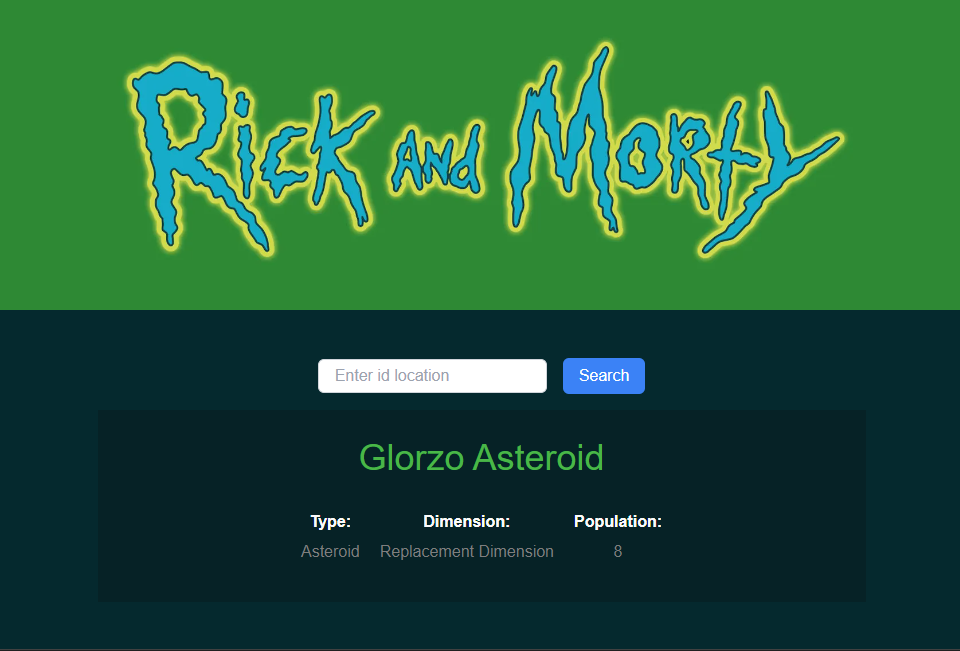 Rick and Morty
Enter id location
Search
Glorzo Asteroid
Type: Dimension: Population:
Asteroid Replacement Dimension 8